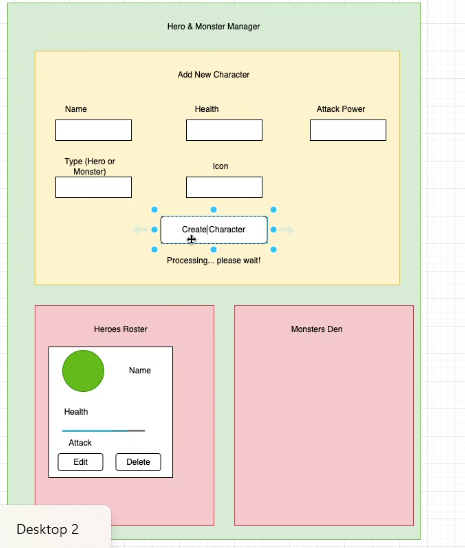 Hero & Monster Manager
Add New Character
Name
Health
Attack Power
Type (Hero or
Monster)
Icon
Create Character
Processing... please wait!
Heroes Roster
Monsters Den
Name
Health
Attack
Edit
Delete
Desktop 2